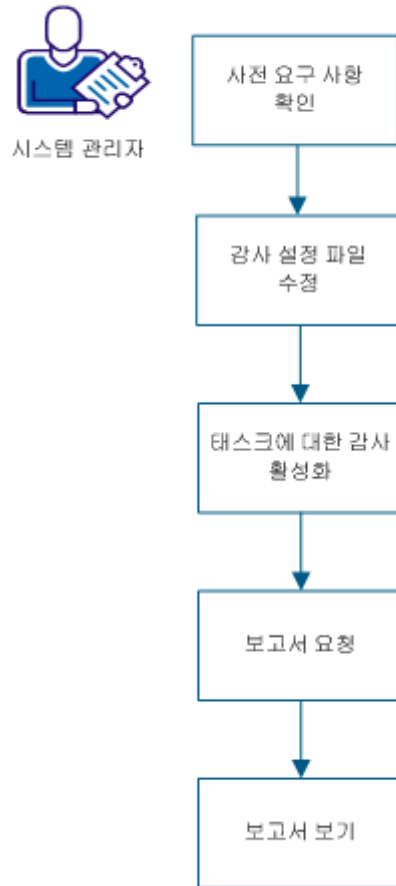 시스템 관리자
사전 요구 사항
확인
감사 설정 파일
수정
태스크에 대한 감사
활성화
보고서 요청
보고서 보기